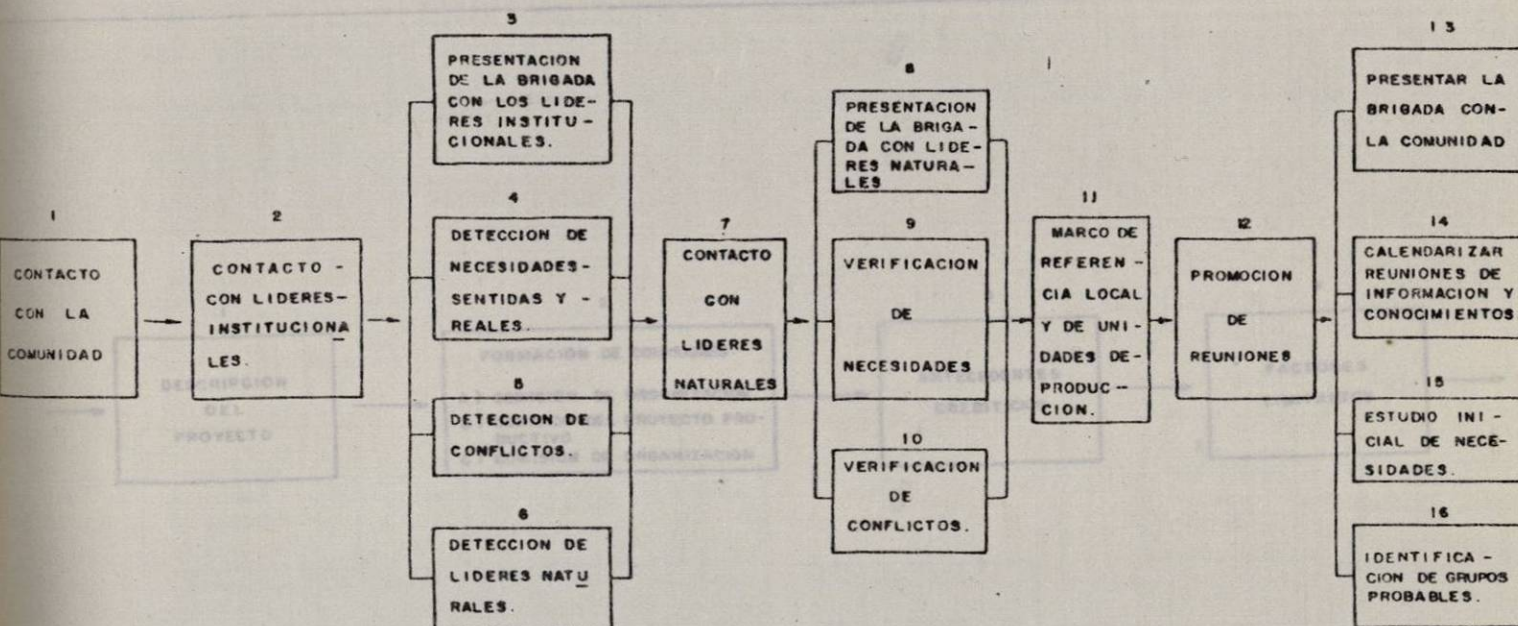 1
CONTACTO
CON LA
COMUNIDAD
2
CONTACTO -
CON LIDERES-
INSTITUCIONA
LES.
3
PRESENTACION
DE LA BRIGADA
CON LOS LIDE-
RES INSTITU-
CIONALES.
4
DETECCION DE
NECESIDADES-
SENTIDAS Y -
REALES.
5
DETECCION DE
CONFLICTOS.
6
DETECCION DE
LIDERES NATU
RALES.
7
CONTACTO
CON
LIDERES
NATURALES
8
PRESENTACION
DE LA BRIGA-
DA CON LIDE-
RES NATURA-
LES
9
VERIFICACION
DE
NECESIDADES
10
VERIFICACION
DE
CONFLICTOS.
11
MARCO DE
REFEREN-
CIA LOCAL
Y DE UNI-
DADES DE-
PRODUC-
CION.
12
PROMOCION
DE
REUNIONES
13
PRESENTAR LA
BRIGADA CON-
LA COMUNIDAD
14
CALENDARIZAR
REUNIONES DE
INFORMACION Y
CONOCIMIENTOS
15
ESTUDIO INI-
CIAL DE NECE-
SIDADES.
16
IDENTIFICA-
CION DE GRUPOS
PROBABLES.
DESCRIPCION
DEL
PROYECTO